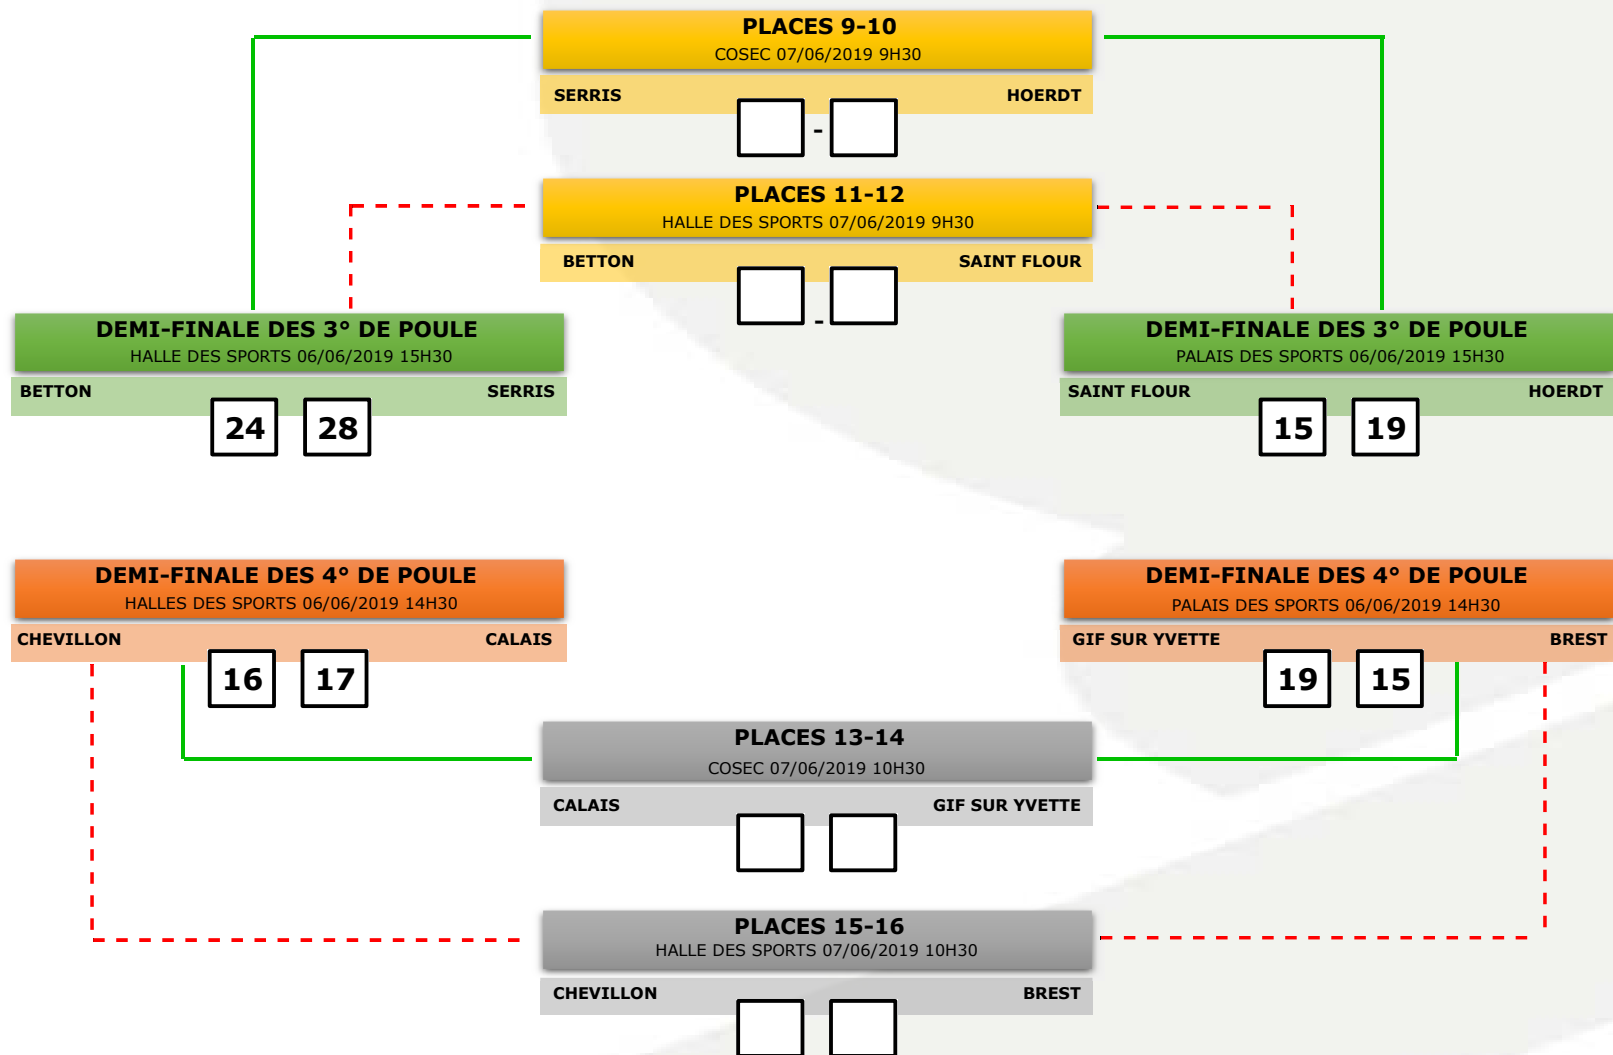 PLACES 9-10
COSEC 07/06/2019 9H30
SERRIS HOERDT
-
PLACES 11-12
HALLE DES SPORTS 07/06/2019 9H30
BETTON SAINT FLOUR
-
DEMI-FINALE DES 3° DE POULE
HALLE DES SPORTS 06/06/2019 15H30
BETTON SERRIS
24 28
DEMI-FINALE DES 3° DE POULE
PALAIS DES SPORTS 06/06/2019 15H30
SAINT FLOUR HOERDT
15 19
DEMI-FINALE DES 4° DE POULE
HALLES DES SPORTS 06/06/2019 14H30
CHEVILLON CALAIS
16 17
DEMI-FINALE DES 4° DE POULE
PALAIS DES SPORTS 06/06/2019 14H30
GIF SUR YVETTE BREST
19 15
PLACES 13-14
COSEC 07/06/2019 10H30
CALAIS GIF SUR YVETTE
PLACES 15-16
HALLE DES SPORTS 07/06/2019 10H30
CHEVILLON BREST